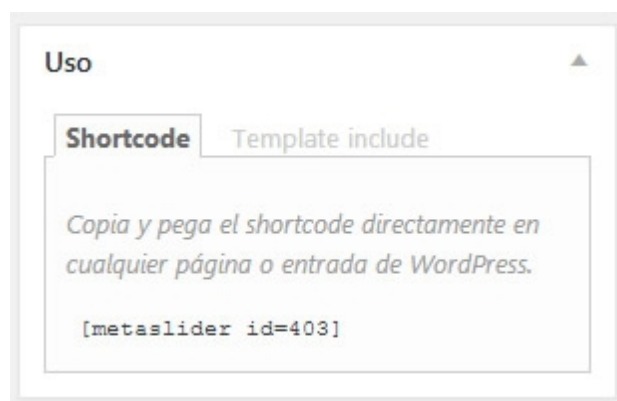 Uso
Shortcode Template include
Copia y pega el shortcode directamente en
cualquier página o entrada de WordPress.
[metaslider id=403]